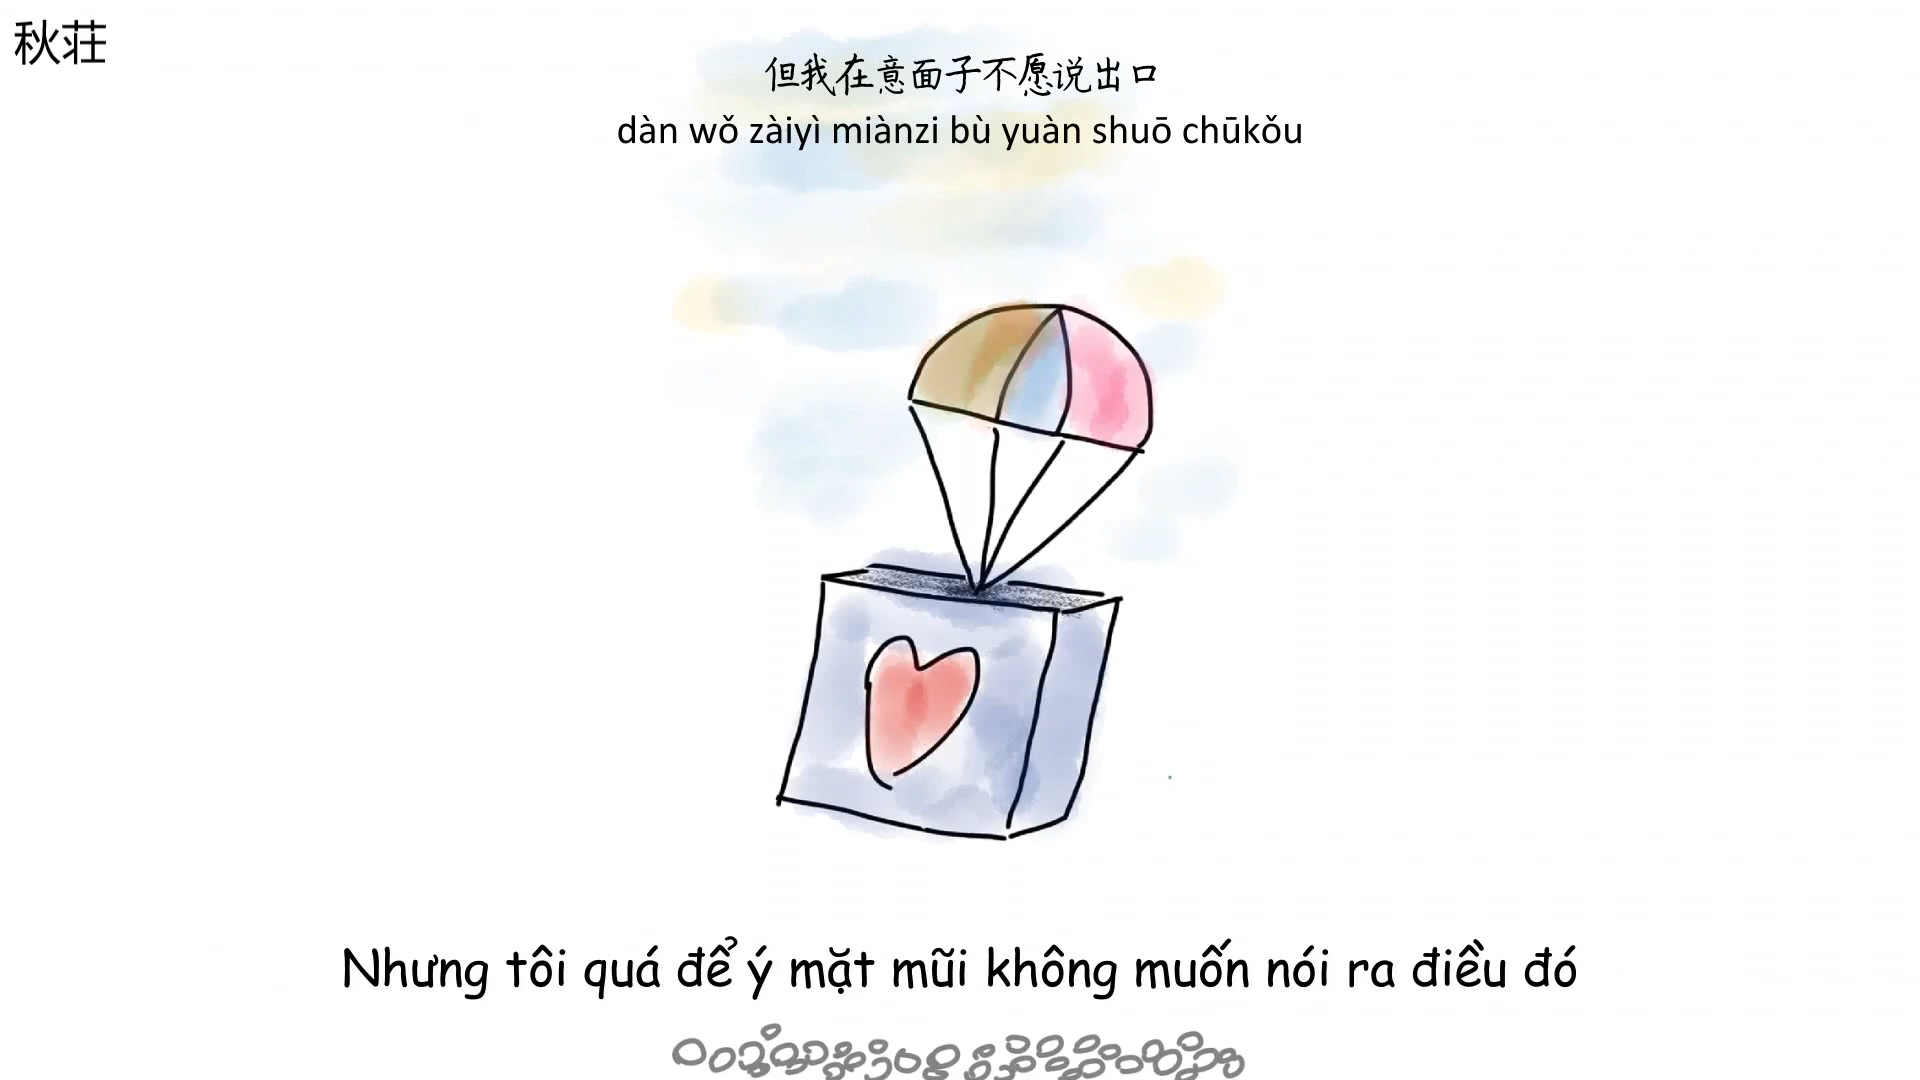 秋荘
但我在意面子不愿说出口
dàn wǒ zàiyì miànzi bù yuàn shuō chūkǒu
Nhưng tôi quá để ý mặt mũi không muốn nói ra điều đó